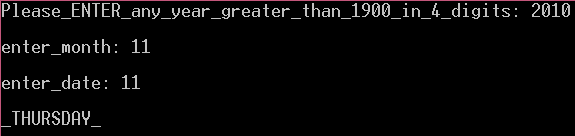 Please_ENTER_any_year_greater_than_1900_in_4_digits: 2010
enter_month: 11
enter_date: 11
_THURSDAY_